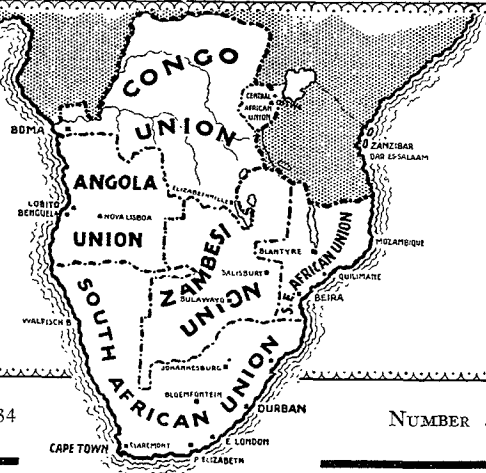 CONGO
UNION
CENTRAL
AFRICAN
UNION
BOMA
ZANZIBAR
DAR ES-SALAAM
ANGOLA
UNION
ELIZABETHVILLE
LOBITO
BENGUELA
NOVA LISBOA
ZAMBESI
UNION
BLANTYRE
SALISBURY
BULAWAYO
S.E. AFRICAN UNION
MOZAMBIQUE
QUILIMANE
BEIRA
WALFISCH B
SOUTH AFRICAN UNION
JOHANNESBURG
BLOEMFONTEIN
DURBAN
CAPE TOWN
CLAREMONT
E. LONDON
P. ELIZABETH
34
NUMBER